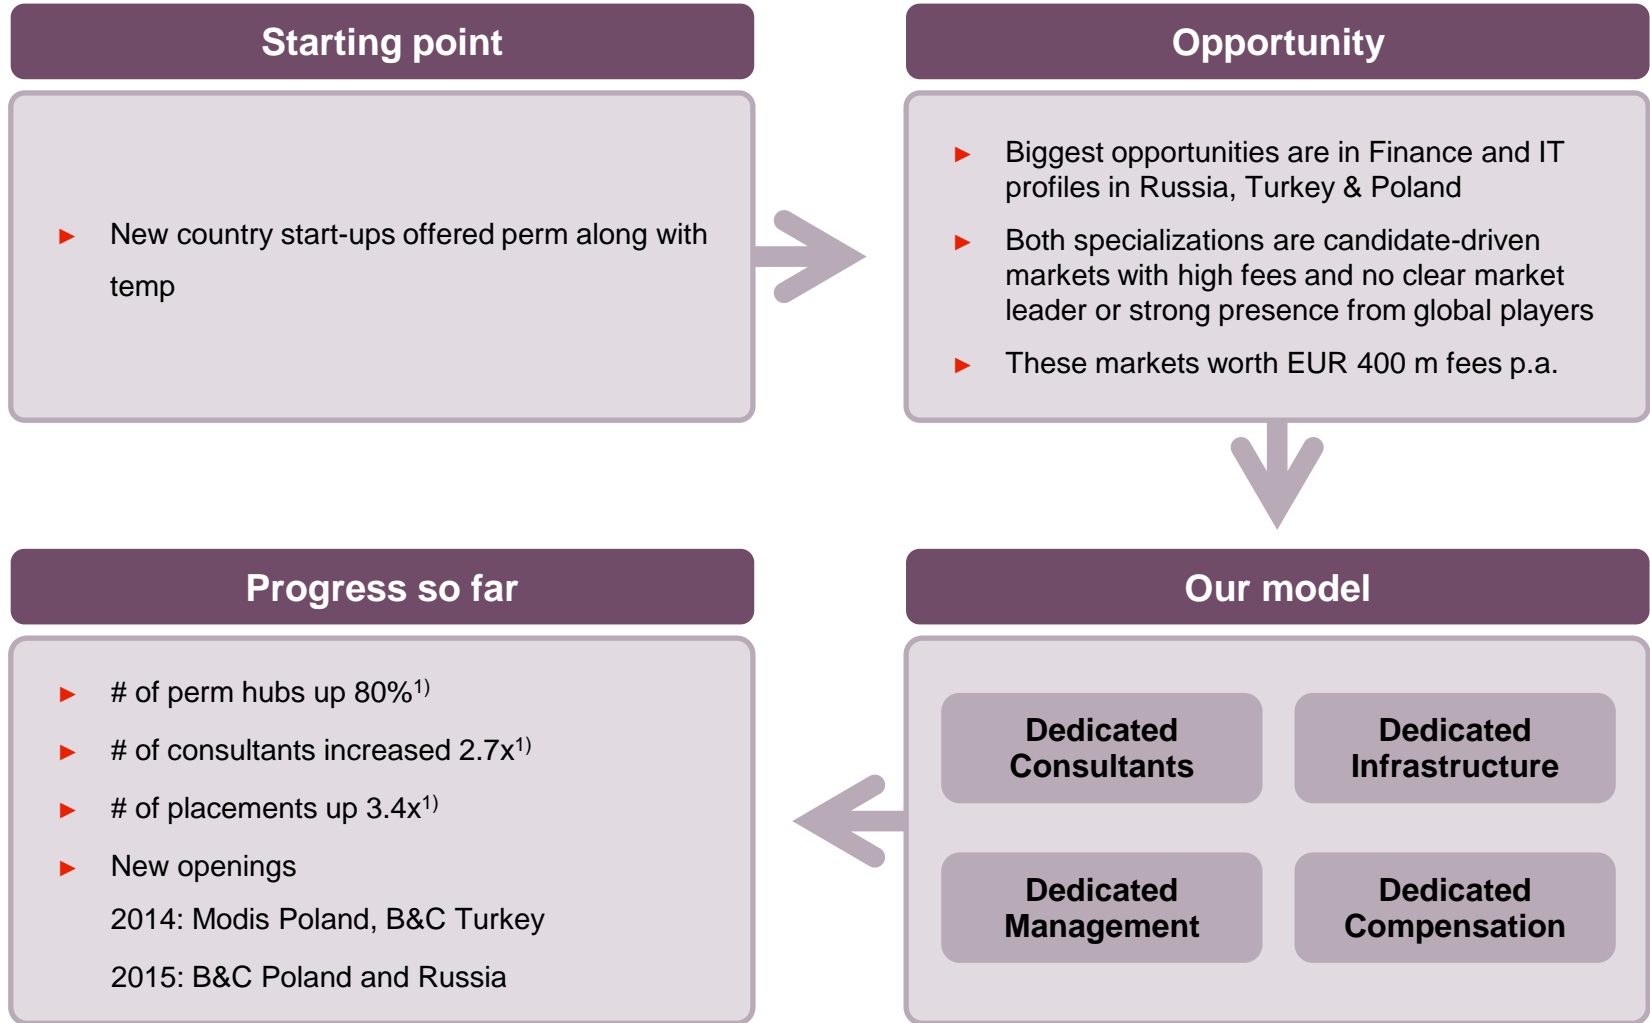 Starting point
► New country start-ups offered perm along with
temp
Opportunity
► Biggest opportunities are in Finance and IT
profiles in Russia, Turkey & Poland
► Both specializations are candidate-driven
markets with high fees and no clear market
leader or strong presence from global players
► These markets worth EUR 400 m fees p.a.
Our model
Dedicated
Consultants
Dedicated
Infrastructure
Dedicated
Management
Dedicated
Compensation
Progress so far
► # of perm hubs up 80%1)
► # of consultants increased 2.7x1)
► # of placements up 3.4x1)
► New openings
2014: Modis Poland, B&C Turkey
2015: B&C Poland and Russia